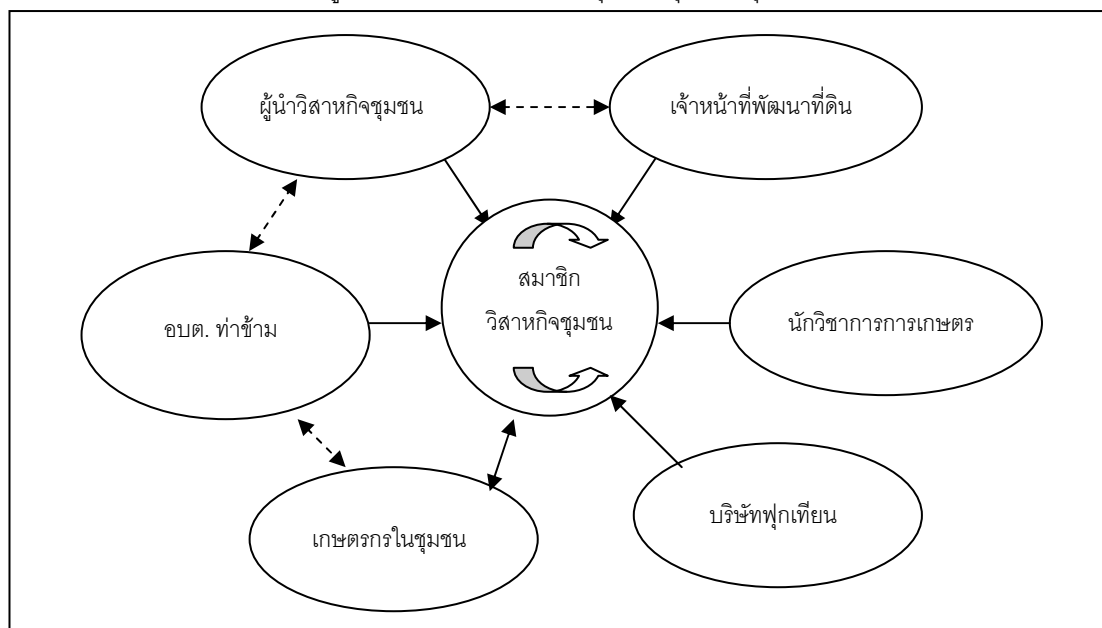 ผู้นำวิสาหกิจชุมชน
เจ้าหน้าที่พัฒนาที่ดิน
สมาชิก
วิสาหกิจชุมชน
อบต. ท่าข้าม
นักวิชาการการเกษตร
บริษัทฟุกเทียน
เกษตรกรในชุมชน